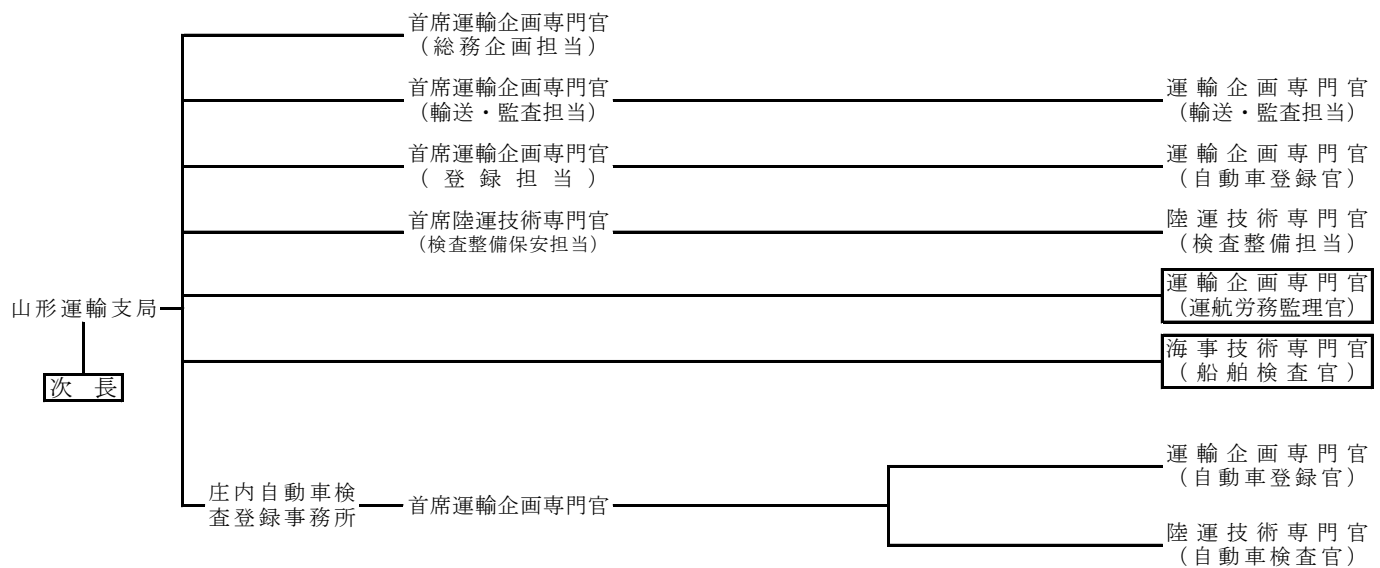 首席運輸企画専門官
（総務企画担当）
首席運輸企画専門官
（輸送・監査担当）
運輸企画専門官
（輸送・監査担当）
首席運輸企画専門官
（登録担当）
運輸企画専門官
（自動車登録官）
首席陸運技術専門官
（検査整備保安担当）
陸運技術専門官
（検査整備担当）
運輸企画専門官
（運航労務監理官）
山形運輸支局
海事技術専門官
（船舶検査官）
次長
運輸企画専門官
（自動車登録官）
庄内自動車検
査登録事務所
首席運輸企画専門官
陸運技術専門官
（自動車検査官）